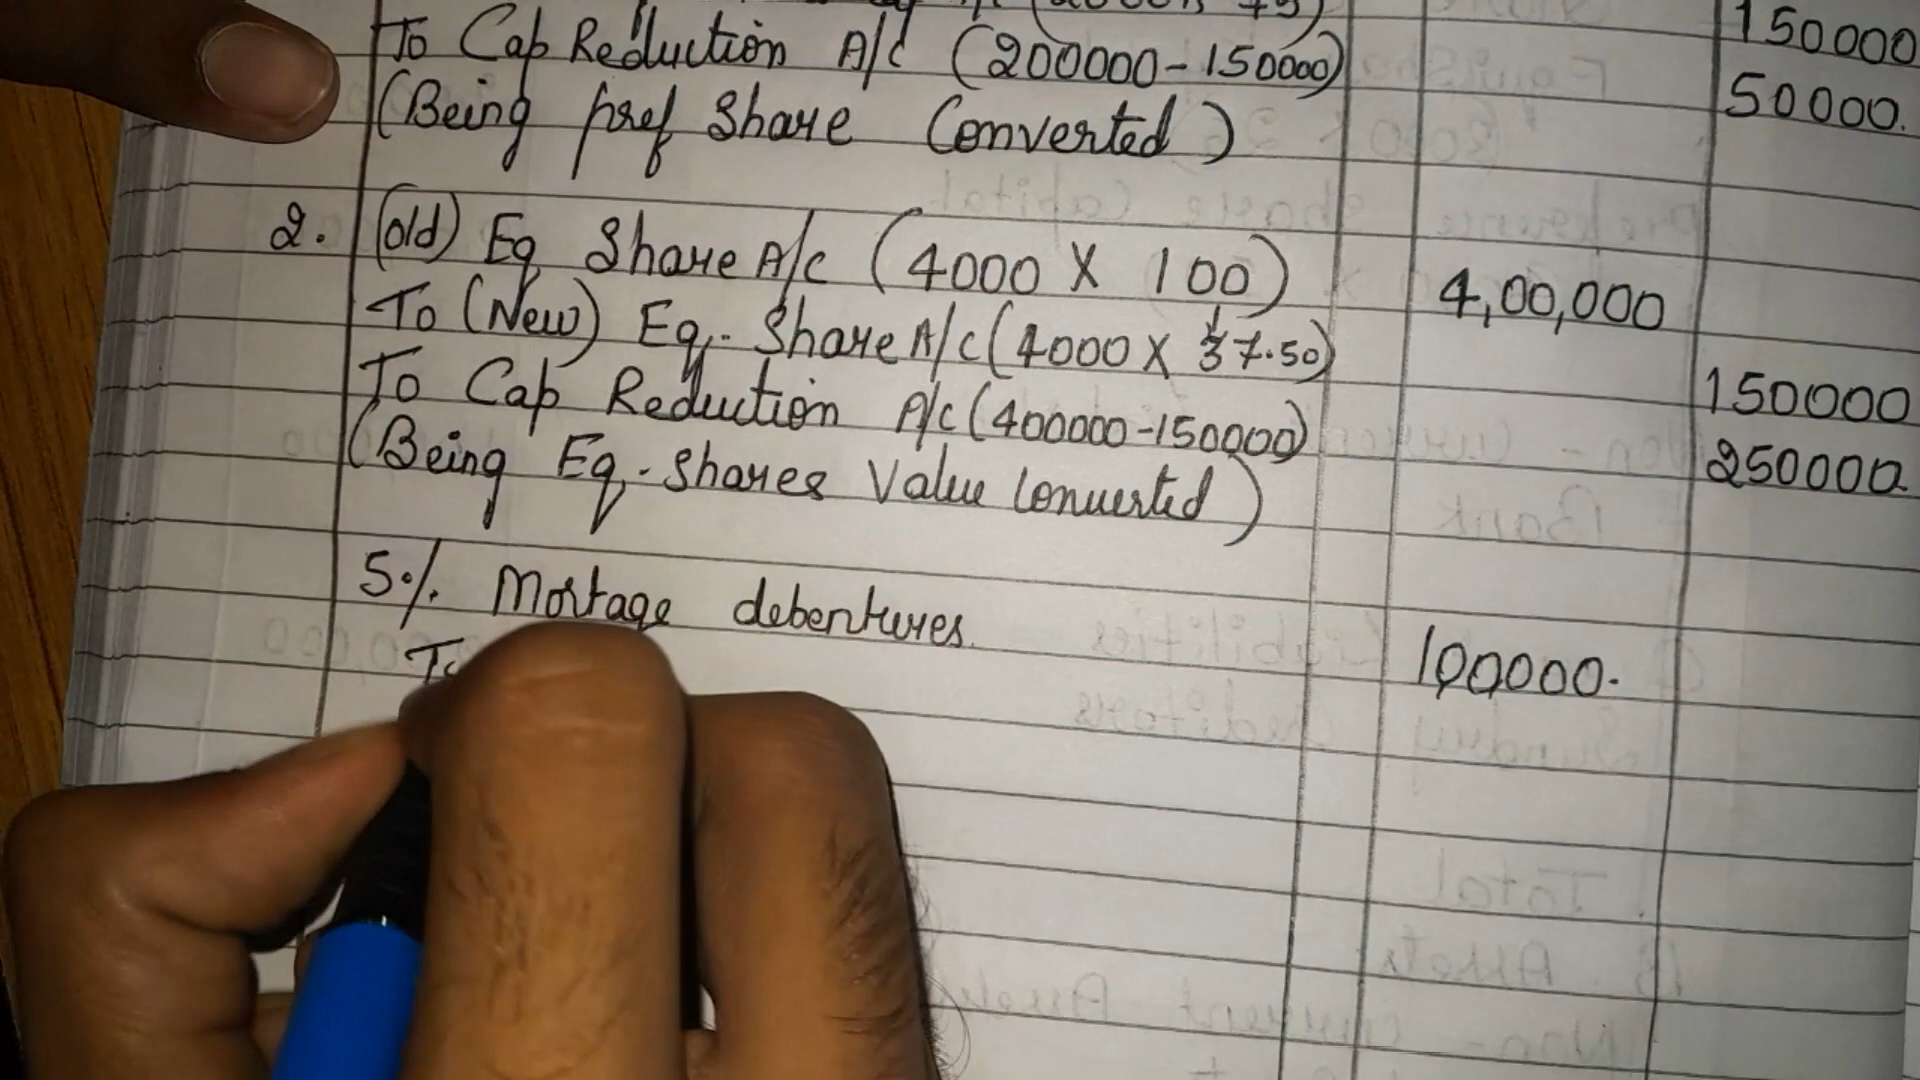 150000
To Cap Reduction A/c (200000-150000) 50000.
(Being pref Share Converted)
2. (old) Eq Share A/c (4000 X 100) 4,00,000
To (New) Eq. Share A/c (4000 X 37.50) 150000
To Cap Reduction A/c (400000-150000) 250000
(Being Eq. Shares Value Converted)
5% Mortage debentures 100000.
To